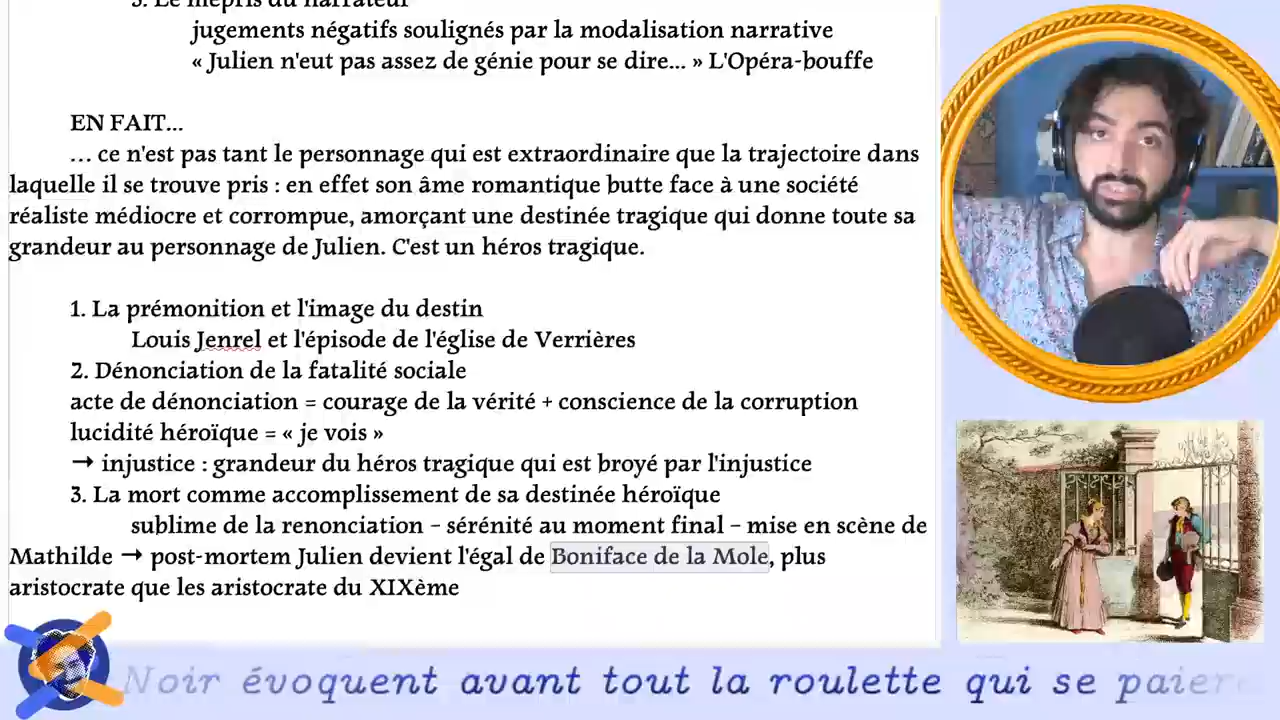 3. Le mépris du narrateur
jugements négatifs soulignés par la modalisation narrative
« Julien n'eut pas assez de génie pour se dire... » L'Opéra-bouffe
EN FAIT...
... ce n'est pas tant le personnage qui est extraordinaire que la trajectoire dans
laquelle il se trouve pris : en effet son âme romantique butte face à une société
réaliste médiocre et corrompue, amorçant une destinée tragique qui donne toute sa
grandeur au personnage de Julien. C'est un héros tragique.
1. La prémonition et l'image du destin
Louis Jenrel et l'épisode de l'église de Verrières
2. Dénonciation de la fatalité sociale
acte de dénonciation = courage de la vérité + conscience de la corruption
lucidité héroïque = « je vois »
→ injustice : grandeur du héros tragique qui est broyé par l'injustice
3. La mort comme accomplissement de sa destinée héroïque
sublime de la renonciation – sérénité au moment final – mise en scène de
Mathilde → post-mortem Julien devient l'égal de Boniface de la Mole, plus
aristocrate que les aristocrate du XIXème
Noir évoquent avant tout la roulette qui se paier